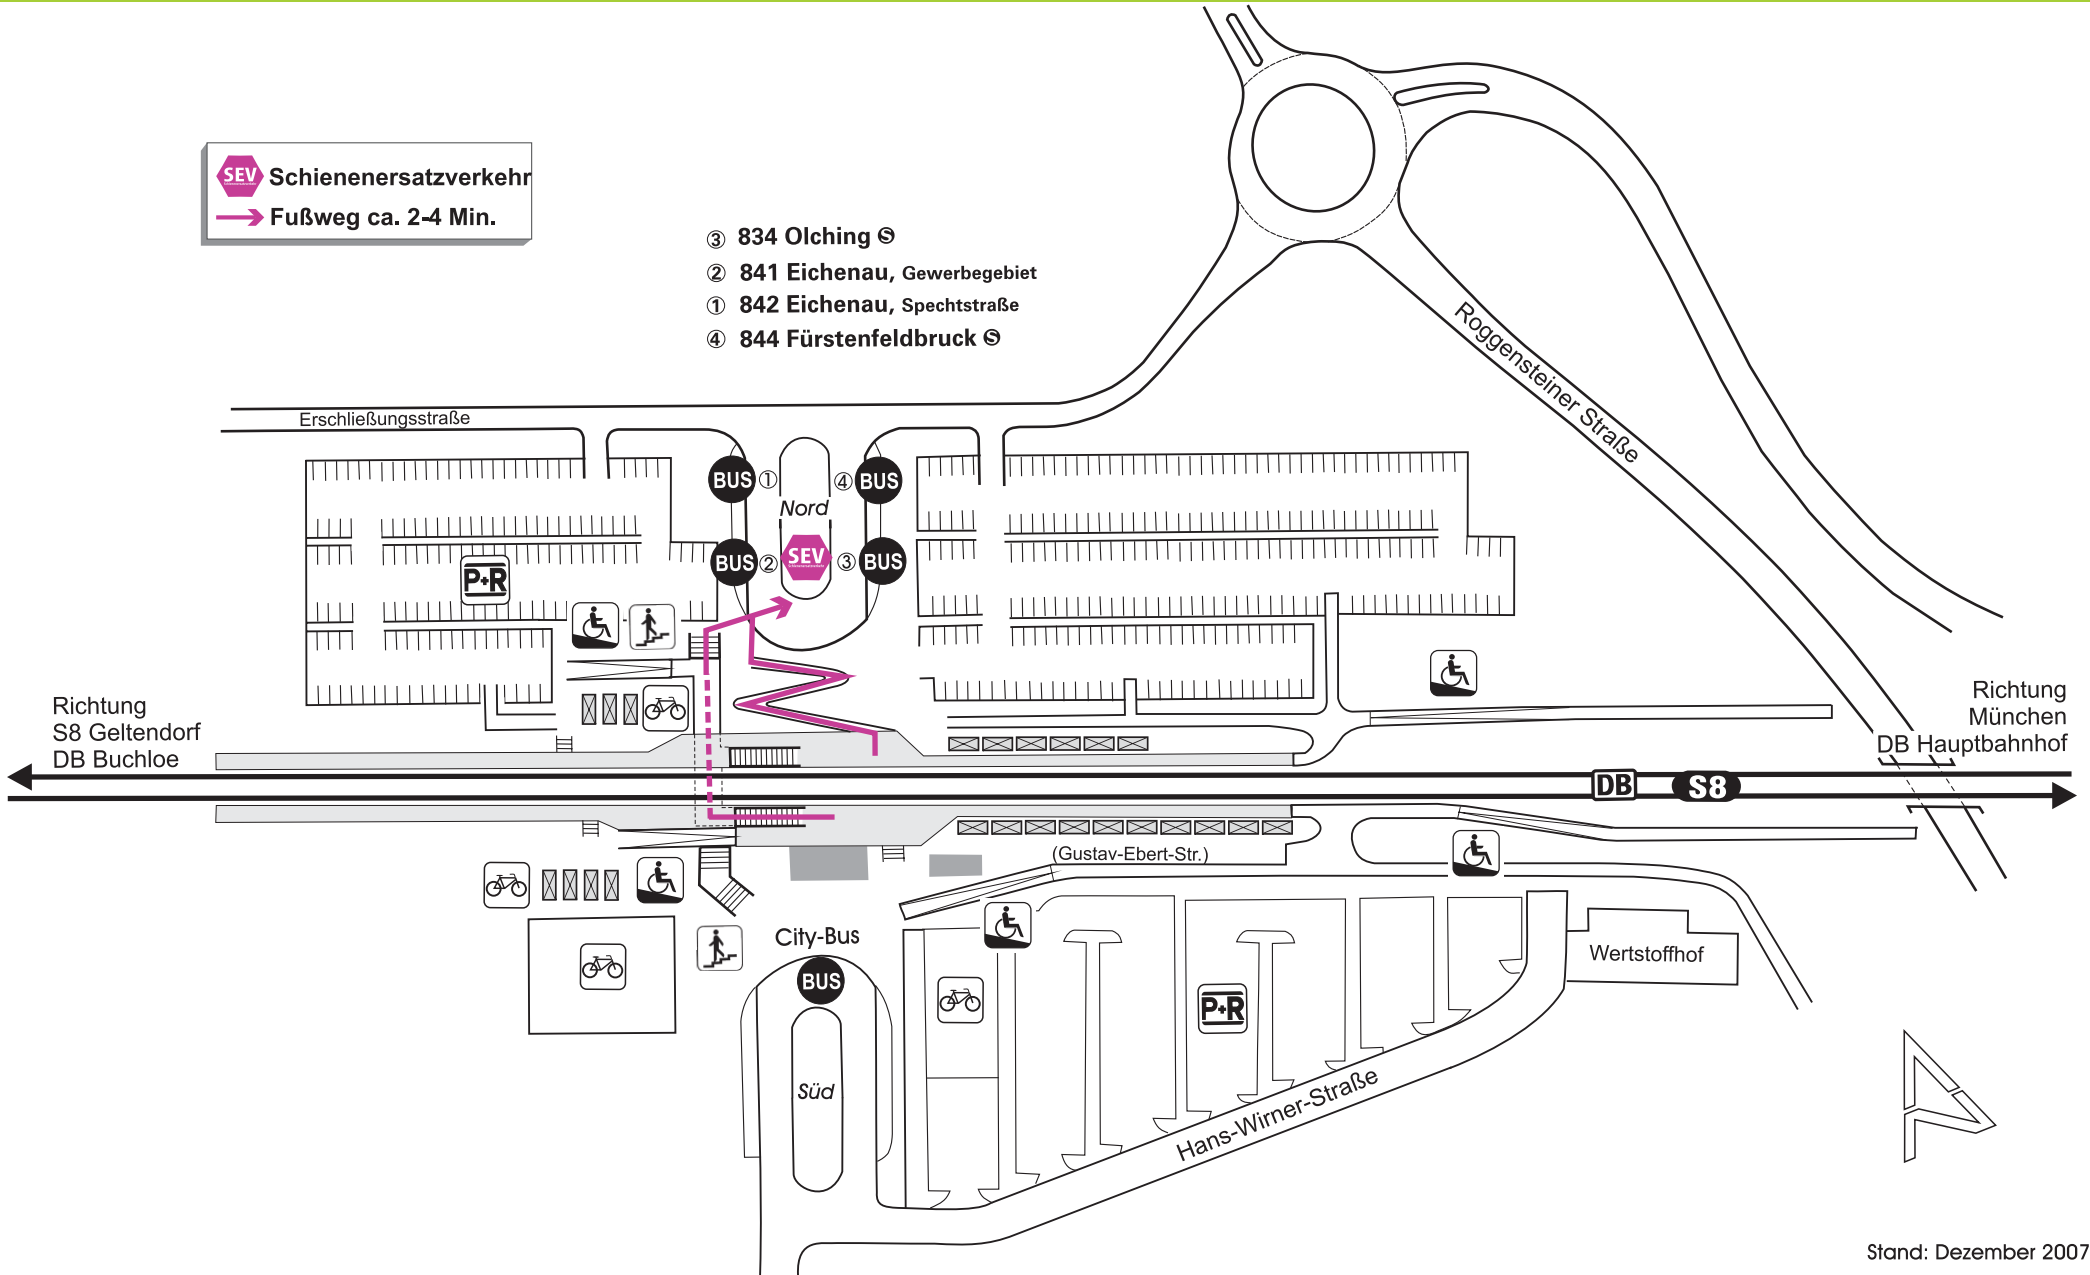 SEV Schienenersatzverkehr
Fußweg ca. 2-4 Min.
③ 834 Olching S
② 841 Eichenau, Gewerbegebiet
① 842 Eichenau, Spechtstraße
④ 844 Fürstenfeldbruck S
Roggensteiner Straße
Erschließungsstraße
BUS ① ④ BUS
Nord
BUS ② SEV ③ BUS
P+R
Richtung
S8 Geltendorf
DB Buchloe
Richtung
München
DB Hauptbahnhof
DB S8
(Gustav-Ebert-Str.)
City-Bus
BUS
Süd
P+R
Wertstoffhof
Hans-Wirner-Straße
Stand: Dezember 2007